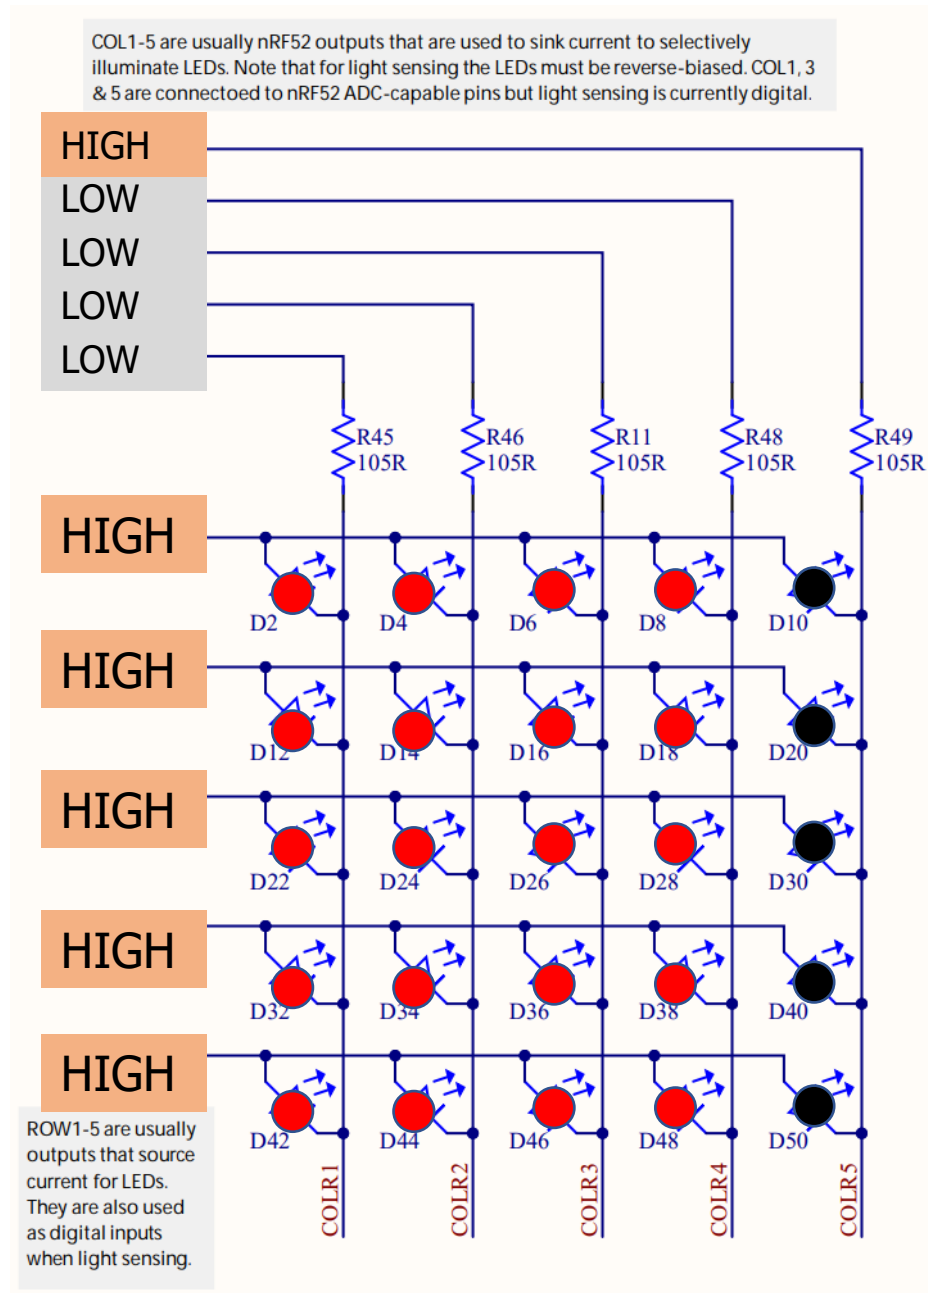 COL1-5 are usually nRF52 outputs that are used to sink current to selectively
illuminate LEDs. Note that for light sensing the LEDs must be reverse-biased. COL1, 3
& 5 are connectoed to nRF52 ADC-capable pins but light sensing is currently digital.
HIGH
LOW
LOW
LOW
LOW
R45 R46 R11 R48 R49
105R 105R 105R 105R 105R
HIGH
D2 D4 D6 D8 D10
HIGH
D12 D14 D16 D18 D20
HIGH
D22 D24 D26 D28 D30
HIGH
D32 D34 D36 D38 D40
HIGH
D42 D44 D46 D48 D50
ROW1-5 are usually
outputs that source
current for LEDs.
They are also used
as digital inputs
when light sensing.
COLR1 COLR2 COLR3 COLR4 COLR5